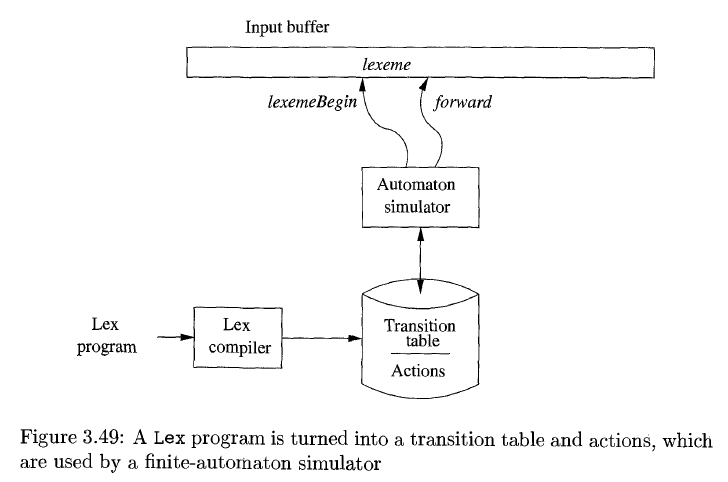 Input buffer
lexeme
lexemeBegin
forward
Automaton
simulator
Lex
program
Lex
compiler
Transition
table
Actions
Figure 3.49: A Lex program is turned into a transition table and actions, which
are used by a finite-automaton simulator